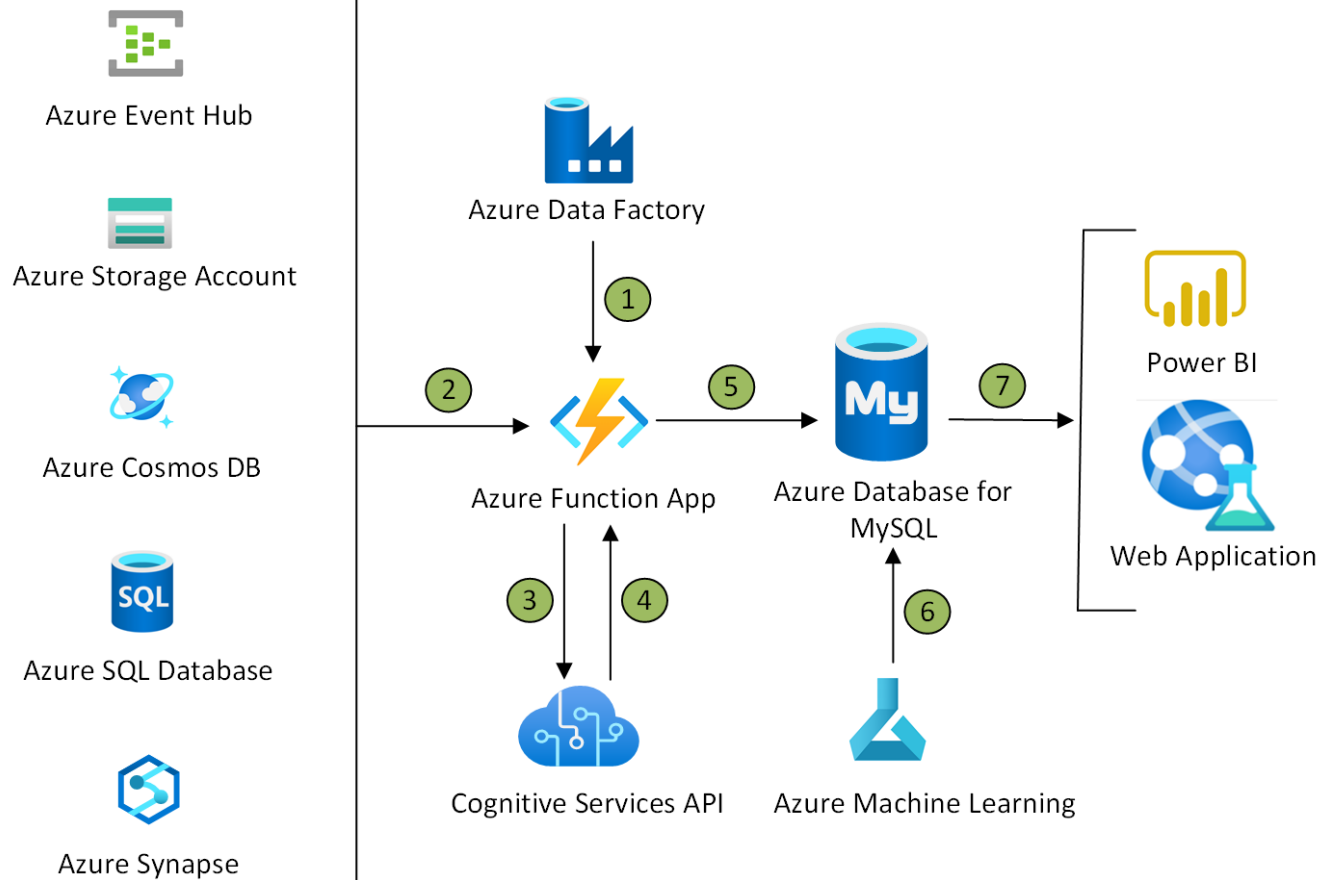 Azure Event Hub
Azure Storage Account
Azure Cosmos DB
SQL
Azure SQL Database
Azure Synapse
Azure Data Factory
1
2
Azure Function App
3
4
Cognitive Services API
5
My
Azure Database for
MySQL
6
Azure Machine Learning
7
Power BI
Web Application